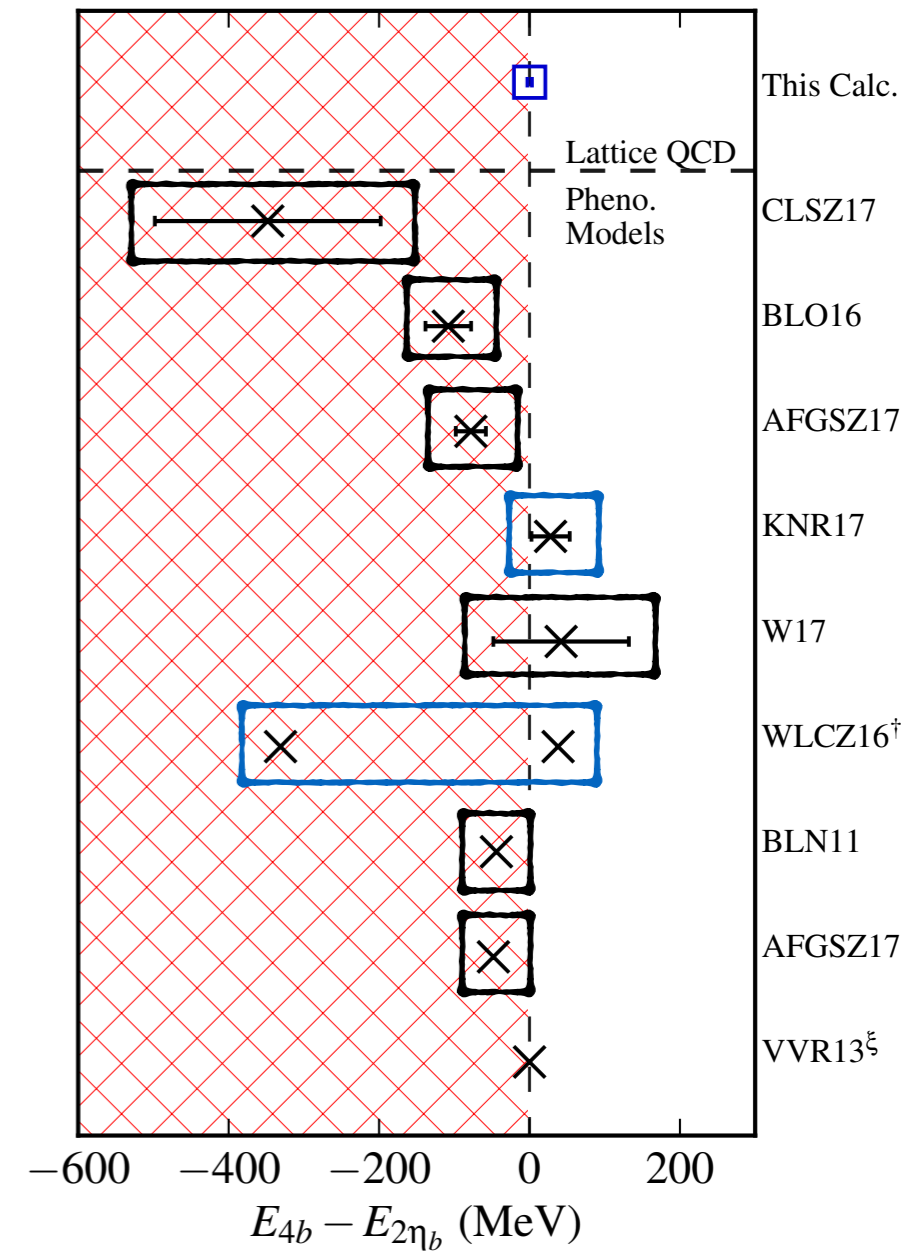 This Calc.
Lattice QCD
Pheno.
Models
CLSZ17
BLO16
AFGSZ17
KNR17
W17
WLCZ16†
BLN11
AFGSZ17
VVR13ξ
−600 −400 −200 0 200
E4b − E2ηb (MeV)